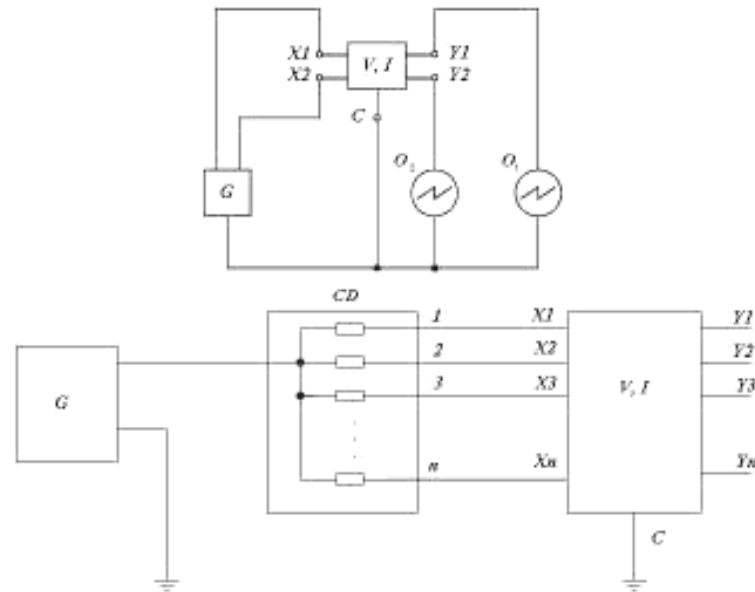 X1 V, I Y1
X2 Y2
C
O₂ O₁
G
CD
1 X1 Y1
2 X2 Y2
3 X3 Y3
G V, I
n Xn Yn
C